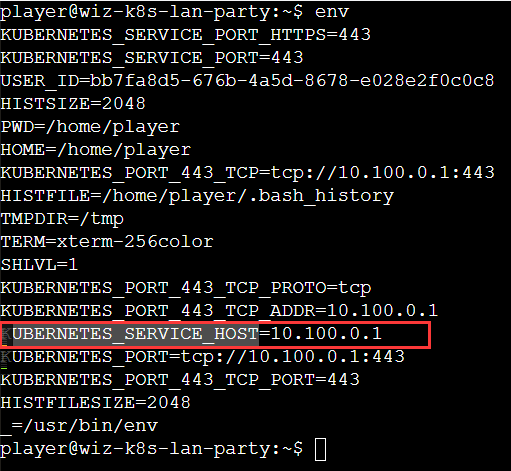 player@wiz-k8s-lan-party:~$ env
KUBERNETES_SERVICE_PORT_HTTPS=443
KUBERNETES_SERVICE_PORT=443
USER_ID=bb7fa8d5-676b-4a5d-8678-e028e2f0c0c8
HISTSIZE=2048
PWD=/home/player
HOME=/home/player
KUBERNETES_PORT_443_TCP=tcp://10.100.0.1:443
HISTFILE=/home/player/.bash_history
TMPDIR=/tmp
TERM=xterm-256color
SHLVL=1
KUBERNETES_PORT_443_TCP_PROTO=tcp
KUBERNETES_PORT_443_TCP_ADDR=10.100.0.1
KUBERNETES_SERVICE_HOST=10.100.0.1
KUBERNETES_PORT=tcp://10.100.0.1:443
KUBERNETES_PORT_443_TCP_PORT=443
HISTFILESIZE=2048
_=/usr/bin/env
player@wiz-k8s-lan-party:~$